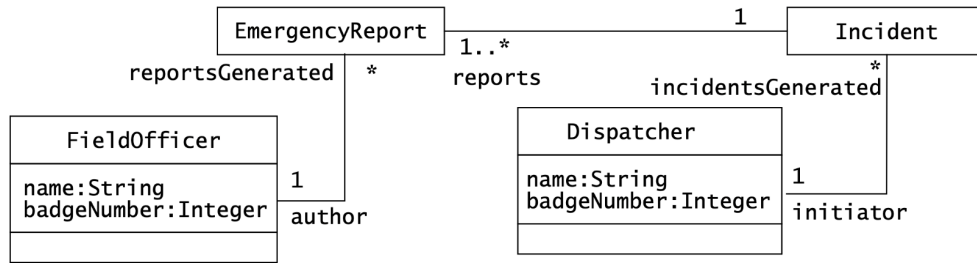 EmergencyReport
1
Incident
1..*
reportsGenerated
*
reports
*
incidentsGenerated
FieldOfficer
name:String
badgeNumber:Integer
1
author
Dispatcher
name:String
badgeNumber:Integer
1
initiator